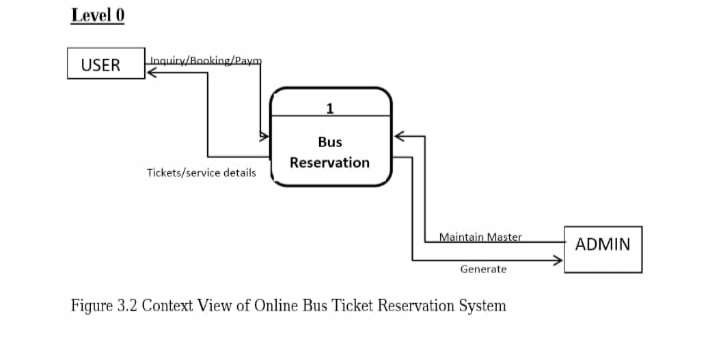 Level 0
USER
Inquiry/Booking/Paym
1
Bus
Reservation
Tickets/service details
Maintain Master
ADMIN
Generate
Figure 3.2 Context View of Online Bus Ticket Reservation System